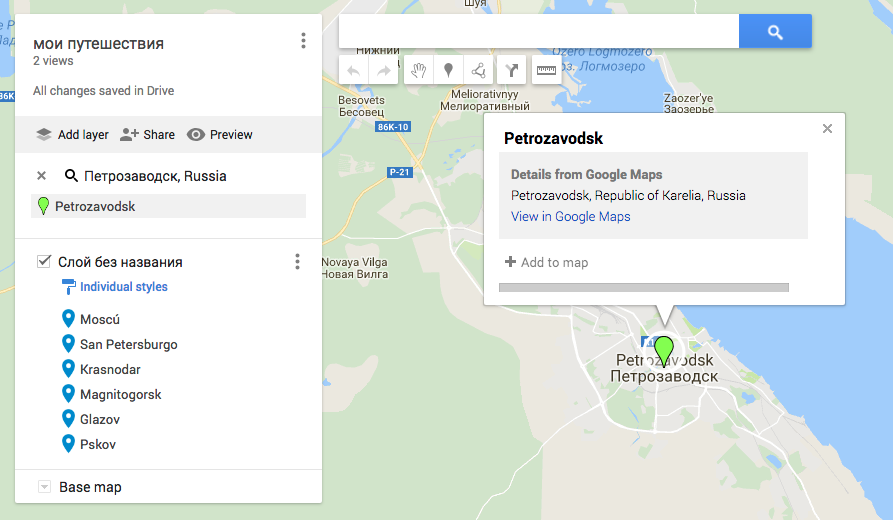 мои путешествия
2 views
All changes saved in Drive
Add layer Share Preview
Петрозаводск, Russia
Petrozavodsk
Слой без названия
Individual styles
Moscú
San Petersburgo
Krasnodar
Magnitogorsk
Glazov
Pskov
Base map
Шуя
Нижний
Ozero Logmozero
оз. Логмозеро
Besovets
Бесовец
Meliorativnyy
Мелиоративный
Zaozer'ye
Заозерье
86K-10
P-21
Novaya Vilga
Новая Вилга
Petrozavodsk
Details from Google Maps
Petrozavodsk, Republic of Karelia, Russia
View in Google Maps
Add to map
Petrozavodsk
Петрозаводск